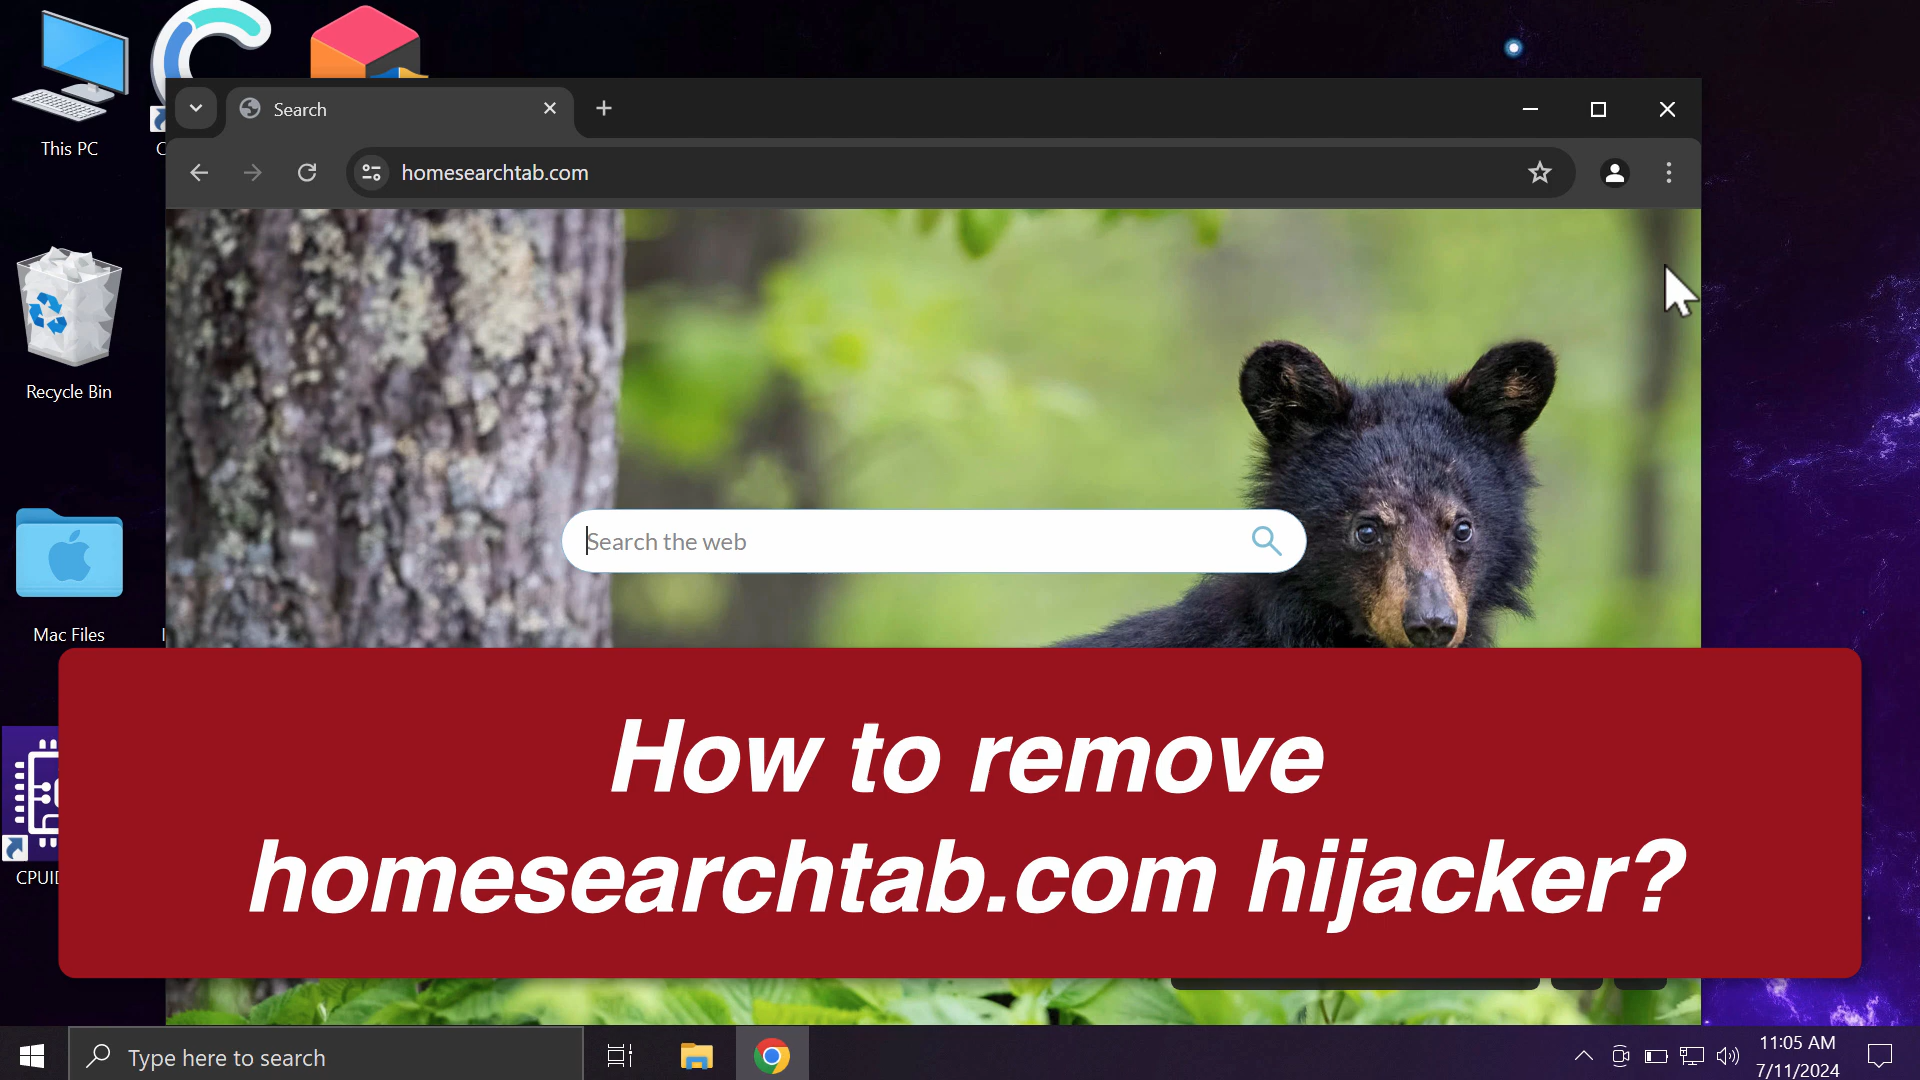 Search
This PC
C
homesearchtab.com
Recycle Bin
Search the web
Mac Files
How to remove
homesearchtab.com hijacker?
CPUID
Type here to search
11:05 AM
7/11/2024